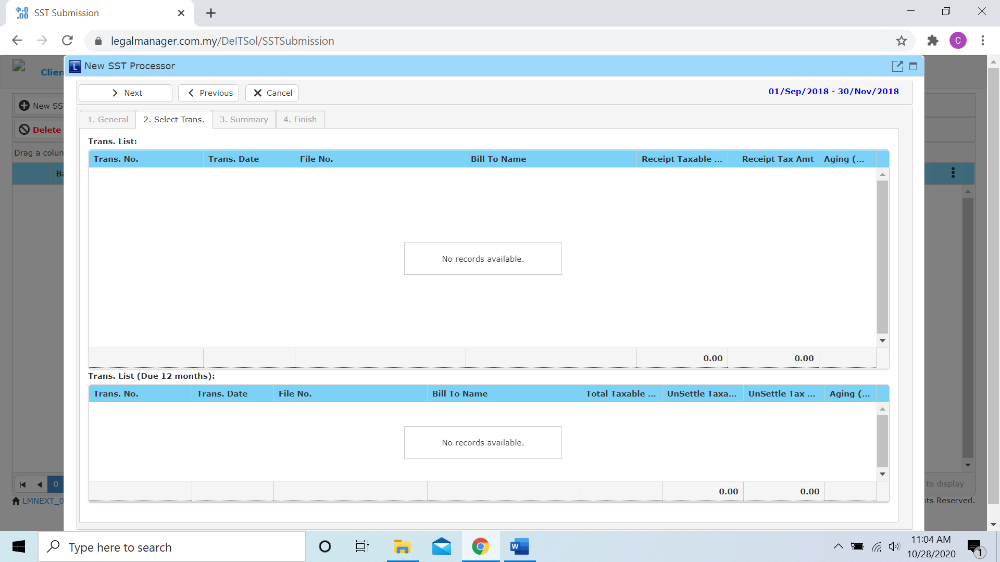 SST Submission
legalmanager.com.my/DeITSol/SSTSubmission
C
Clien
L New SST Processor
Next Previous Cancel 01/Sep/2018 - 30/Nov/2018
New SS
Delete
Drag a colum
Ba
1. General 2. Select Trans. 3. Summary 4. Finish
Trans. List:
Trans. No. Trans. Date File No. Bill To Name Receipt Taxable ... Receipt Tax Amt Aging (...
No records available.
0.00 0.00
Trans. List (Due 12 months):
Trans. No. Trans. Date File No. Bill To Name Total Taxable ... UnSettle Taxa... UnSettle Tax ... Aging (...
No records available.
0.00 0.00
0
to display
LMNEXT_0
nts Reserved.
Type here to search
W
11:04 AM
10/28/2020
1